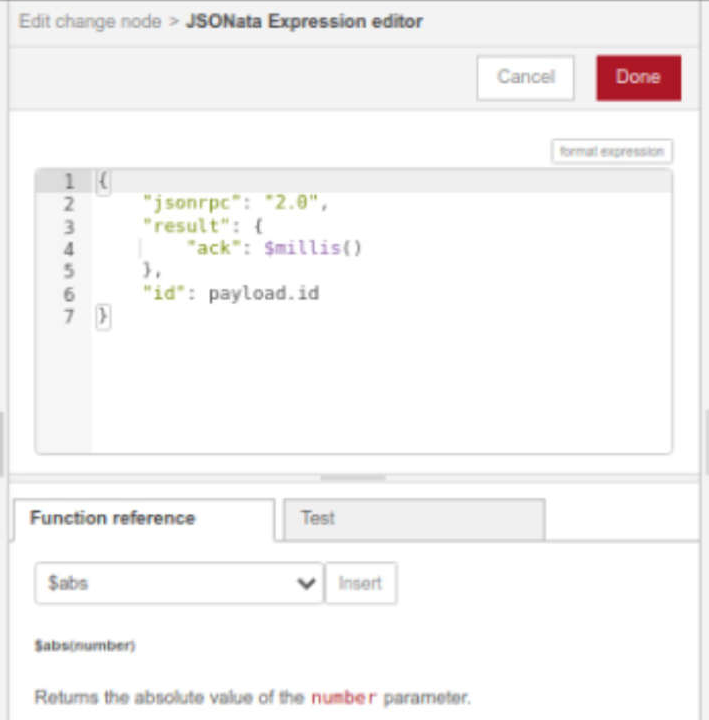 Edit change node > JSONata Expression editor
Cancel Done
format expression
1 {
2 "jsonrpc": "2.0",
3 "result": {
4 "ack": $millis()
5 },
6 "id": payload.id
7 }
Function reference Test
$abs Insert
$abs(number)
Returns the absolute value of the number parameter.